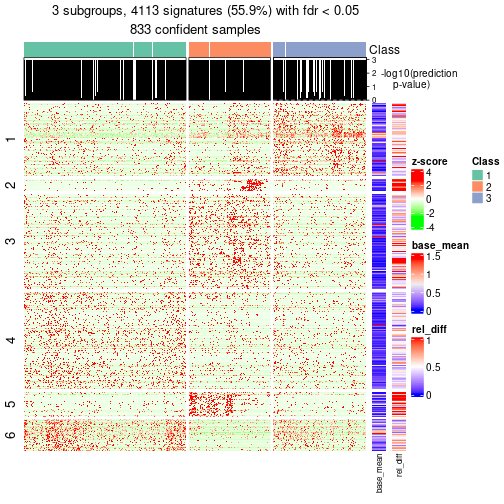 3 subgroups, 4113 signatures (55.9%) with fdr < 0.05
833 confident samples
Class
3
2
1
0
-log10(prediction
p-value)
1
2
3
4
5
6
z-score
4
2
0
-2
-4
Class
1
2
3
base_mean
1.5
1
0.5
0
rel_diff
1
0.5
0
base_mean
rel_diff